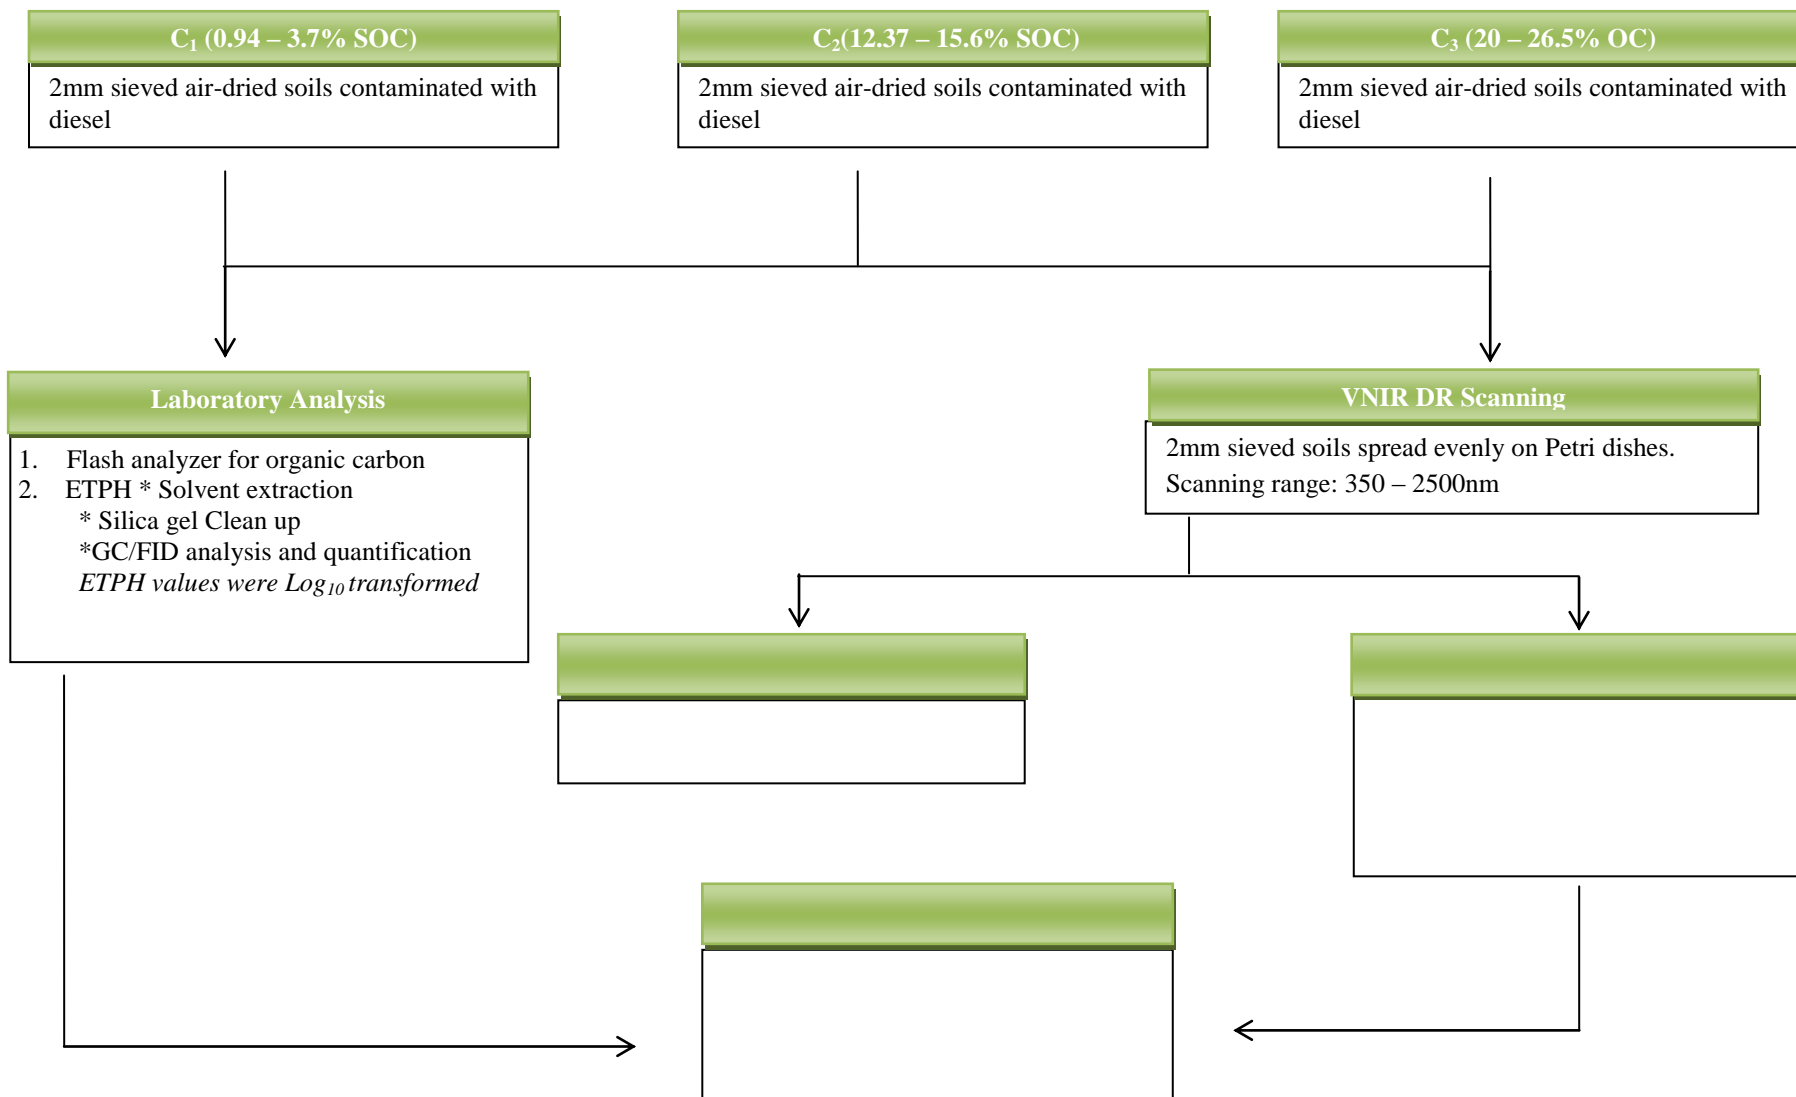 C₁ (0.94 – 3.7% SOC)
2mm sieved air-dried soils contaminated with
diesel
C₂(12.37 – 15.6% SOC)
2mm sieved air-dried soils contaminated with
diesel
C₃ (20 – 26.5% OC)
2mm sieved air-dried soils contaminated with
diesel
Laboratory Analysis
1. Flash analyzer for organic carbon
2. ETPH * Solvent extraction
* Silica gel Clean up
*GC/FID analysis and quantification
ETPH values were Log₁₀ transformed
VNIR DR Scanning
2mm sieved soils spread evenly on Petri dishes.
Scanning range: 350 – 2500nm